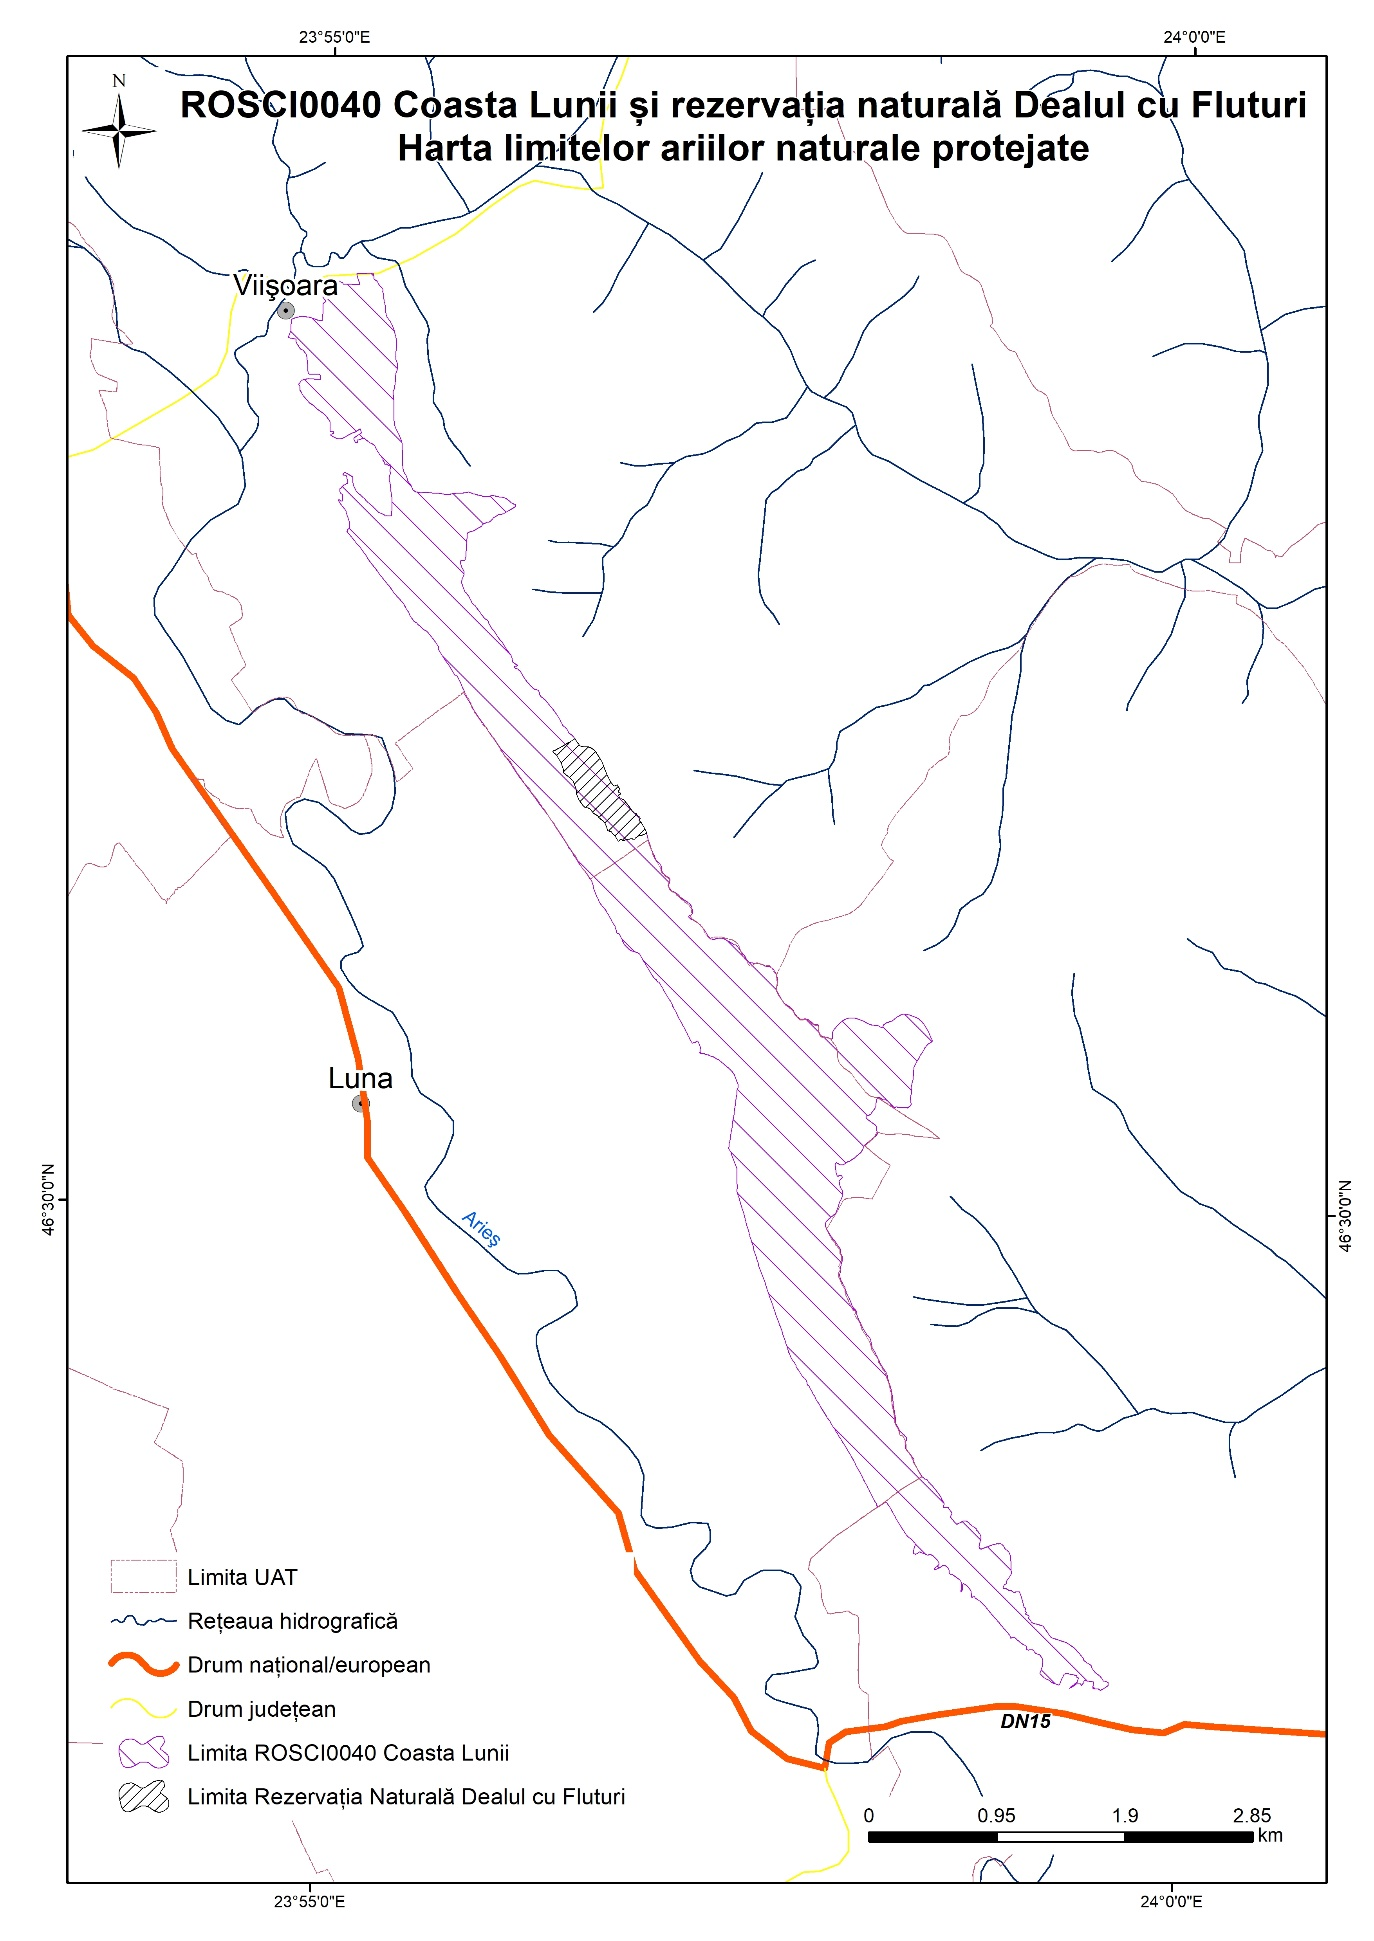 23°55'0"E
24°0'0"E
N
ROSCI0040 Coasta Lunii și rezervația naturală Dealul cu Fluturi
Harta limitelor ariilor naturale protejate
Viişoara
Luna
46°30'0"N
46°30'0"N
Arieş
Limita UAT
Rețeaua hidrografică
Drum național/european
Drum județean
Limita ROSCI0040 Coasta Lunii
Limita Rezervația Naturală Dealul cu Fluturi
DN15
0
0.95
1.9
2.85
km
23°55'0"E
24°0'0"E